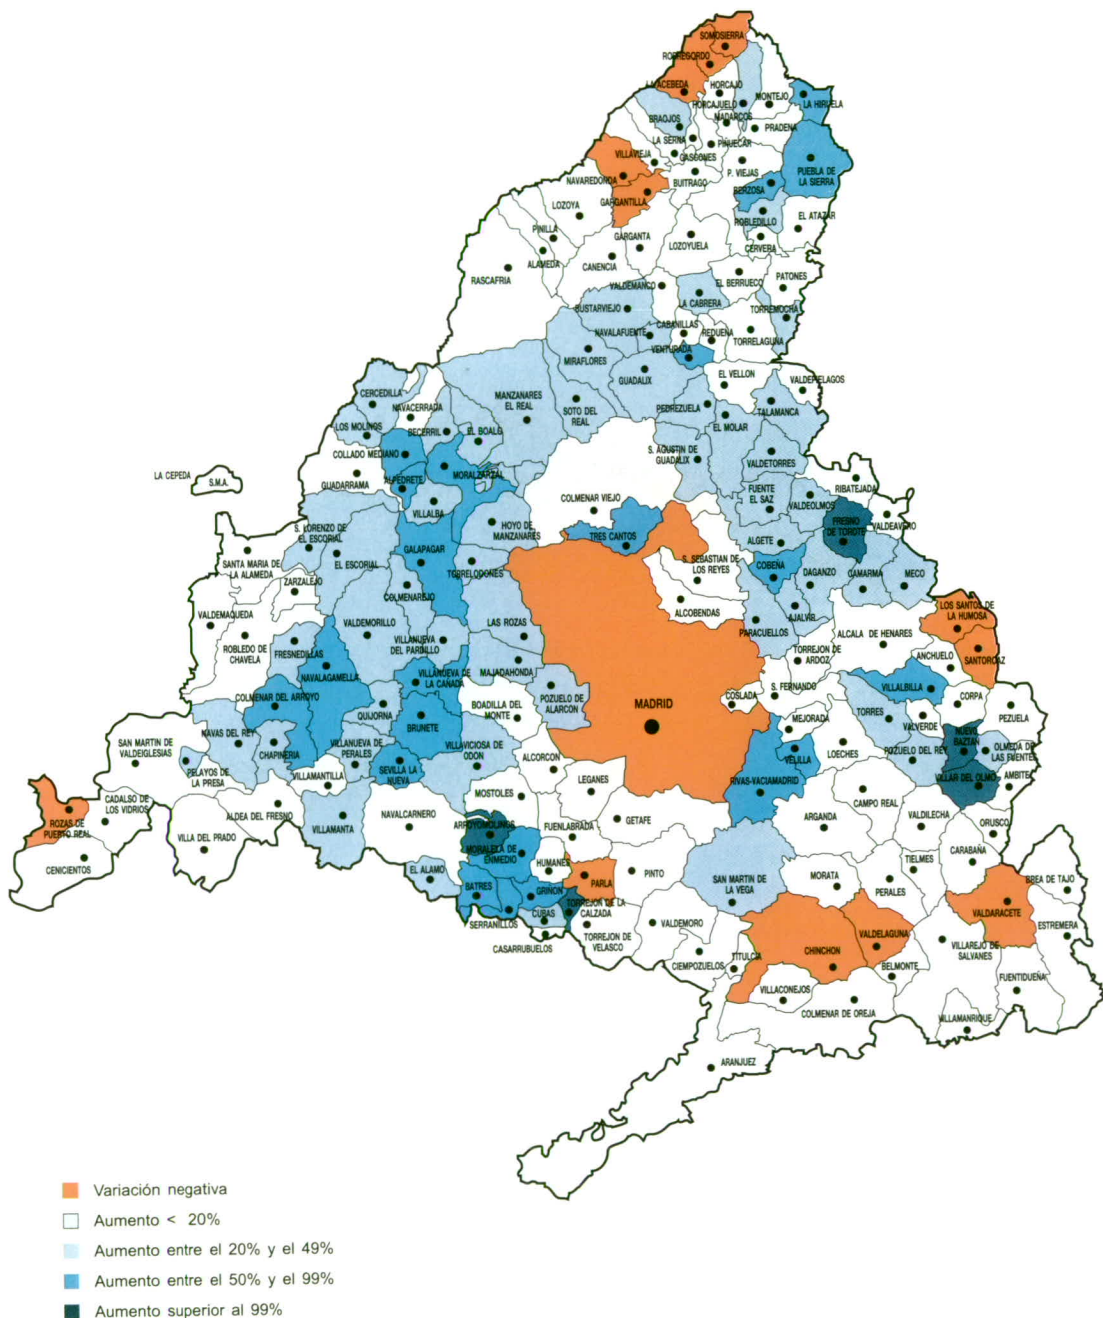 SOMOSIERRA
ROBREGORDO
LA ACEBEDA
HORCAJO
HORCAJUELO
MONTEJO
LA HIRUELA
MADARCOS
BRAOJOS
PRADENA
LA SERNA
PIÑUECAR
VILLAVIEJA
GASCONES
P. VIEJAS
PUEBLA DE
LA SIERRA
NAVAREDONDA
BUITRAGO
BERZOSA
GARGANTILLA
LOZOYA
ROBLEDILLO
EL ATAZAR
PINILLA
GARGANTA
LOZOYUELA
CERVERA
ALAMEDA
CANENCIA
RASCAFRIA
EL BERRUECO
PATONES
VALDEMANCO
LA CABRERA
BUSTARVIEJO
TORREMOCHA
NAVALAFUENTE
CABANILLAS
REDUEÑA
TORRELAGUNA
MIRAFLORES
VENTURADA
GUADALIX
EL VELLON
VALDEPIELAGOS
CERCEDILLA
NAVACERRADA
MANZANARES
EL REAL
SOTO DEL
REAL
PEDREZUELA
TALAMANCA
LOS MOLINOS
BECERRIL
EL BOALO
EL MOLAR
COLLADO MEDIANO
S. AGUSTIN DE
GUADALIX
VALDETORRES
LA CEPEDA
S.M.A.
GUADARRAMA
ALPEDRETE
MORALZARZAL
FUENTE
EL SAZ
RIBATEJADA
COLMENAR VIEJO
VALDEOLMOS
VILLALBA
FRESNO
DE TOROTE
VALDEAVERO
S. LORENZO DE
EL ESCORIAL
HOYO DE
MANZANARES
TRES CANTOS
ALGETE
GALAPAGAR
SANTA MARIA DE
LA ALAMEDA
EL ESCORIAL
S. SEBASTIAN DE
LOS REYES
COBEÑA
DAGANZO
CAMARMA
MECO
TORRELODONES
ZARZALEJO
COLMENAREJO
ALCOBENDAS
AJALVIR
LOS SANTOS DE
LA HUMOSA
VALDEMAQUEDA
VALDEMORILLO
LAS ROZAS
PARACUELLOS
ALCALA DE HENARES
ROBLEDO DE
CHAVELA
VILLANUEVA
DEL PARDILLO
TORREJON DE
ARDOZ
ANCHUELO
SANTORCAZ
FRESNEDILLAS
NAVALAGAMELLA
VILLANUEVA DE
LA CAÑADA
MAJADAHONDA
S. FERNANDO
VILLALBILLA
COLMENAR DEL ARROYO
POZUELO DE
ALARCON
MADRID
COSLADA
CORPA
BOADILLA DEL
MONTE
PEZUELA
QUIJORNA
BRUNETE
MEJORADA
TORRES
VALVERDE
NUEVO
BAZTAN
SAN MARTIN DE
VALDEIGLESIAS
NAVAS DEL REY
CHAPINERIA
VILLANUEVA DE
PERALES
VILLAVICIOSA DE
ODON
VELILLA
LOECHES
POZUELO DEL REY
OLMEDA DE
LAS FUENTES
ALCORCON
SEVILLA LA
NUEVA
PELAYOS DE
LA PRESA
VILLAMANTILLA
LEGANES
RIVAS-VACIAMADRID
VILLAR DEL OLMO
AMBITE
MOSTOLES
CADALSO DE
LOS VIDRIOS
CAMPO REAL
ROZAS DE
PUERTO REAL
ALDEA DEL FRESNO
NAVALCARNERO
GETAFE
ARGANDA
VALDILECHA
ORUSCO
VILLAMANTA
ARROYOMOLINOS
FUENLABRADA
VILLA DEL PRADO
MORALEJA DE
ENMEDIO
CARABAÑA
TIELMES
CENICIENTOS
EL ALAMO
HUMANES
PARLA
PINTO
SAN MARTIN DE
LA VEGA
MORATA
PERALES
BREA DE TAJO
BATRES
GRIÑON
VALDARACETE
TORREJON DE LA
CALZADA
SERRANILLOS
CUBAS
VALDEMORO
VALDELAGUNA
ESTREMERA
CASARRUBUELOS
TORREJON DE
VELASCO
CHINCHON
VILLAREJO DE
SALVANES
CIEMPOZUELOS
TITULCIA
BELMONTE
FUENTIDUEÑA
VILLACONEJOS
COLMENAR DE OREJA
VILLAMANRIQUE
ARANJUEZ
Variación negativa
Aumento < 20%
Aumento entre el 20% y el 49%
Aumento entre el 50% y el 99%
Aumento superior al 99%